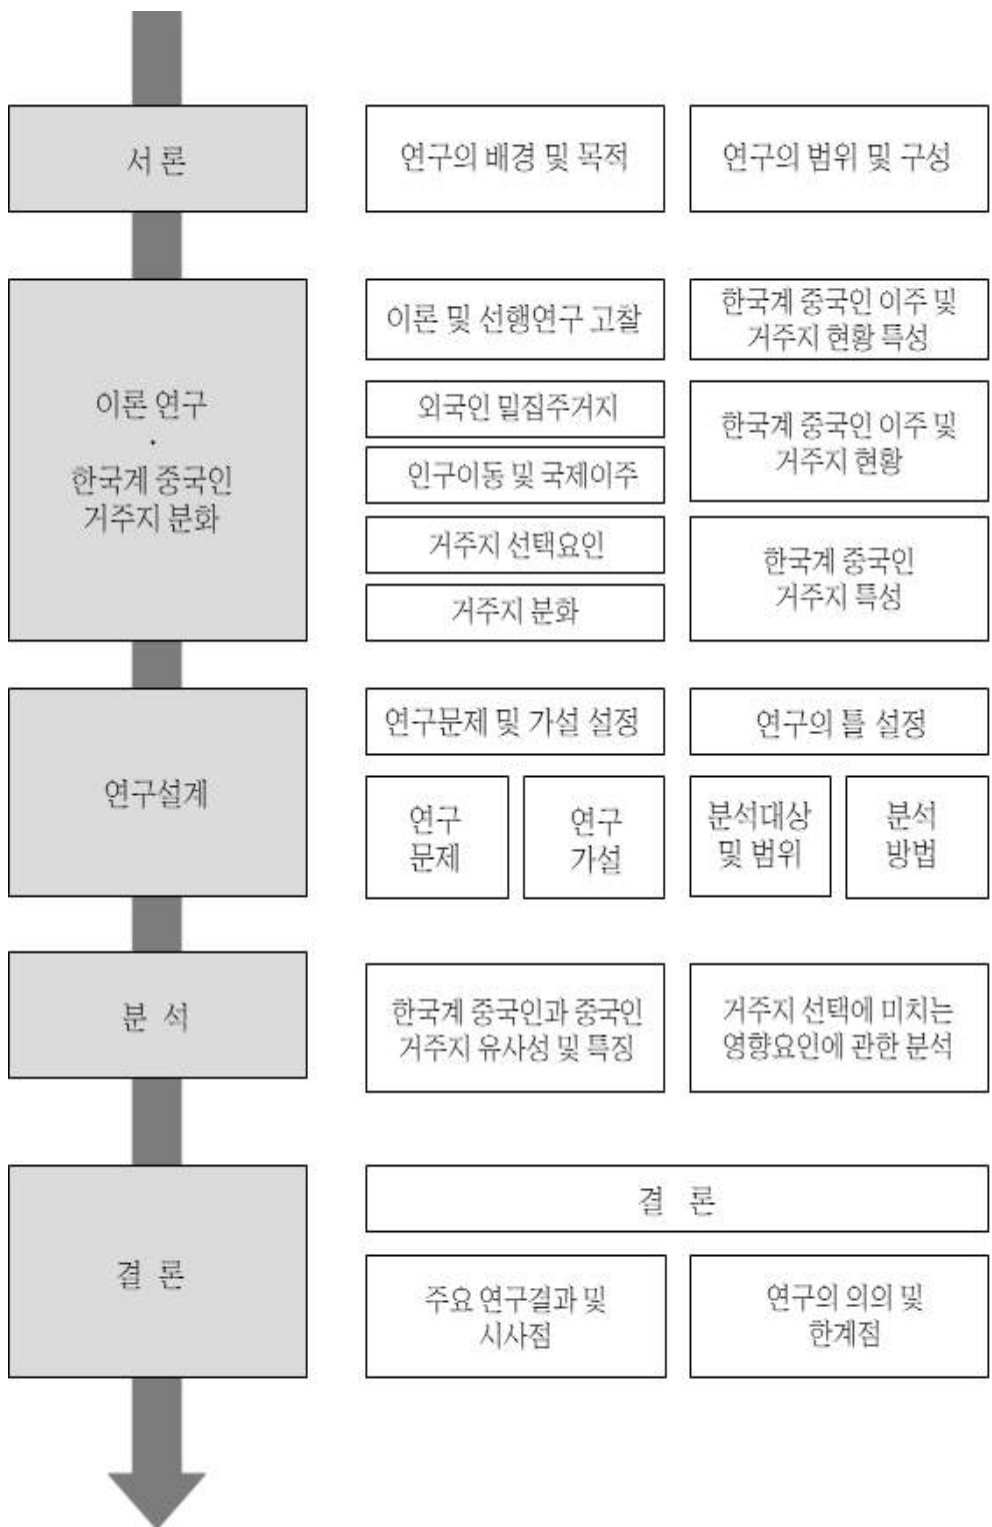 서 론
연구의 배경 및 목적
연구의 범위 및 구성
이론 연구
·
한국계 중국인
거주지 분화
이론 및 선행연구 고찰
한국계 중국인 이주 및
거주지 현황 특성
외국인 밀집주거지
인구이동 및 국제이주
거주지 선택요인
거주지 분화
한국계 중국인 이주 및
거주지 현황
한국계 중국인
거주지 특성
연구설계
연구문제 및 가설 설정
연구의 틀 설정
연구
문제
연구
가설
분석대상
및 범위
분석
방법
분 석
한국계 중국인과 중국인
거주지 유사성 및 특징
거주지 선택에 미치는
영향요인에 관한 분석
결 론
결 론
주요 연구결과 및
시사점
연구의 의의 및
한계점